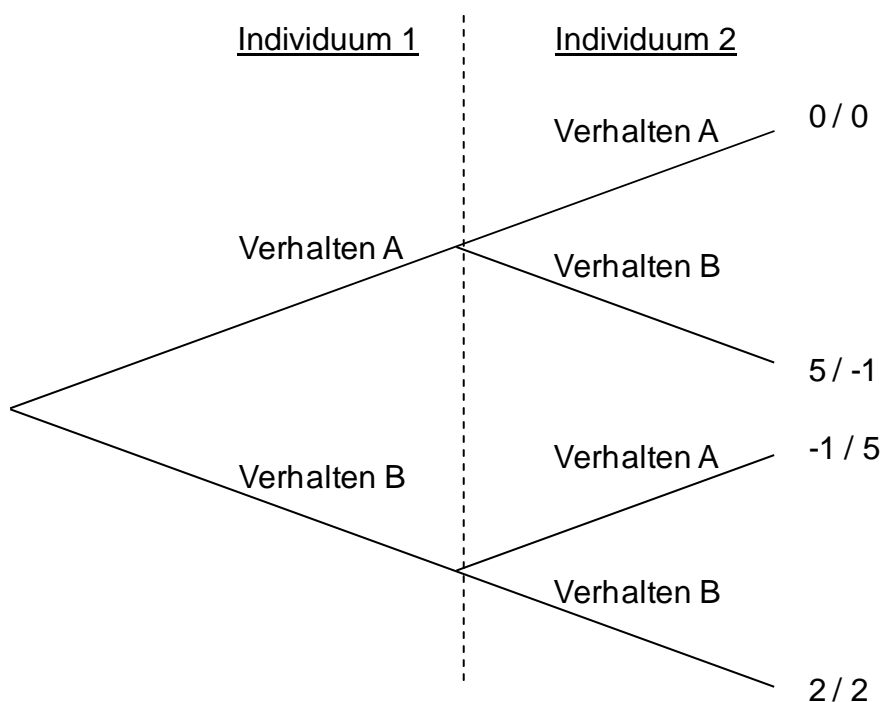 Individuum 1
Individuum 2
Verhalten A
0 / 0
Verhalten A
Verhalten B
5 / -1
Verhalten B
Verhalten A
-1 / 5
Verhalten B
2 / 2